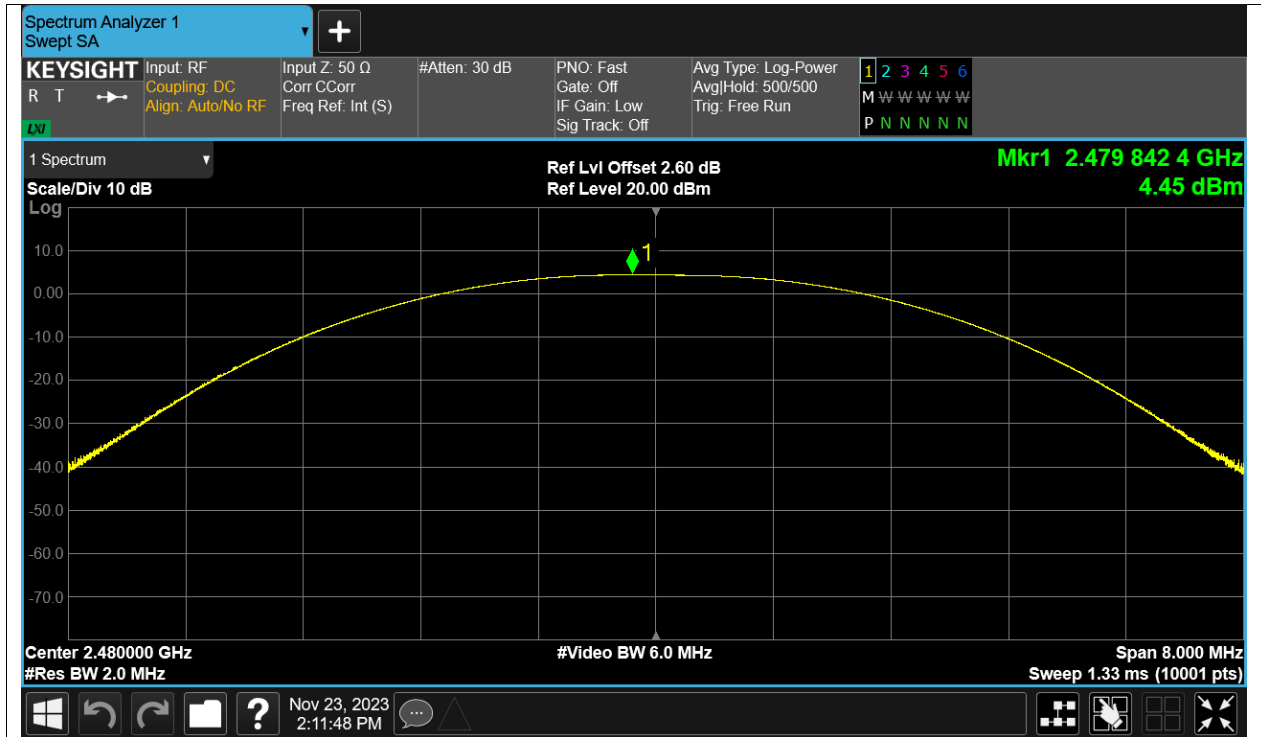 Spectrum Analyzer 1
Swept SA
+
KEYSIGHT
R T
LXI
Input: RF
Coupling: DC
Align: Auto/No RF
Input Z: 50 Ω
Corr CCorr
Freq Ref: Int (S)
#Atten: 30 dB
PNO: Fast
Gate: Off
IF Gain: Low
Sig Track: Off
Avg Type: Log-Power
Avg|Hold: 500/500
Trig: Free Run
1 2 3 4 5 6
M W W W W W
P N N N N N
1 Spectrum
Scale/Div 10 dB
Log
Ref Lvl Offset 2.60 dB
Ref Level 20.00 dBm
Mkr1 2.479 842 4 GHz
4.45 dBm
1
10.0
0.00
-10.0
-20.0
-30.0
-40.0
-50.0
-60.0
-70.0
Center 2.480000 GHz
#Res BW 2.0 MHz
#Video BW 6.0 MHz
Span 8.000 MHz
Sweep 1.33 ms (10001 pts)
?
Nov 23, 2023
2:11:48 PM